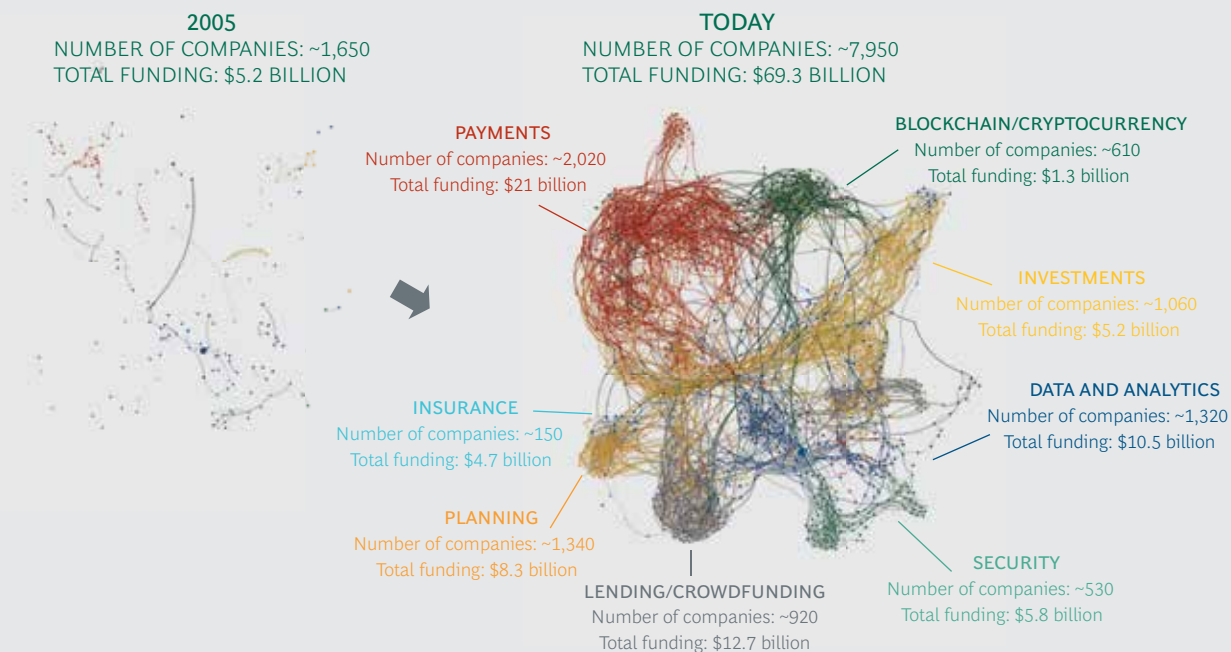 2005
NUMBER OF COMPANIES: ~1,650
TOTAL FUNDING: $5.2 BILLION
TODAY
NUMBER OF COMPANIES: ~7,950
TOTAL FUNDING: $69.3 BILLION
PAYMENTS
Number of companies: ~2,020
Total funding: $21 billion
BLOCKCHAIN/CRYPTOCURRENCY
Number of companies: ~610
Total funding: $1.3 billion
INVESTMENTS
Number of companies: ~1,060
Total funding: $5.2 billion
INSURANCE
Number of companies: ~150
Total funding: $4.7 billion
DATA AND ANALYTICS
Number of companies: ~1,320
Total funding: $10.5 billion
PLANNING
Number of companies: ~1,340
Total funding: $8.3 billion
LENDING/CROWDFUNDING
Number of companies: ~920
Total funding: $12.7 billion
SECURITY
Number of companies: ~530
Total funding: $5.8 billion